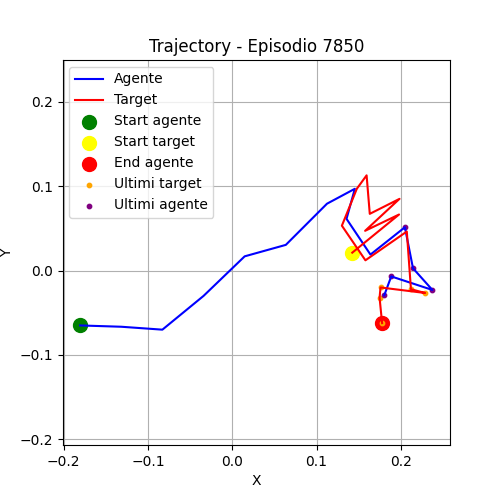 Trajectory - Episodio 7850
Agente
Target
Start agente
Start target
End agente
Ultimi target
Ultimi agente
0.2
0.1
0.0
−0.1
−0.2
Y
−0.2 −0.1 0.0 0.1 0.2
X